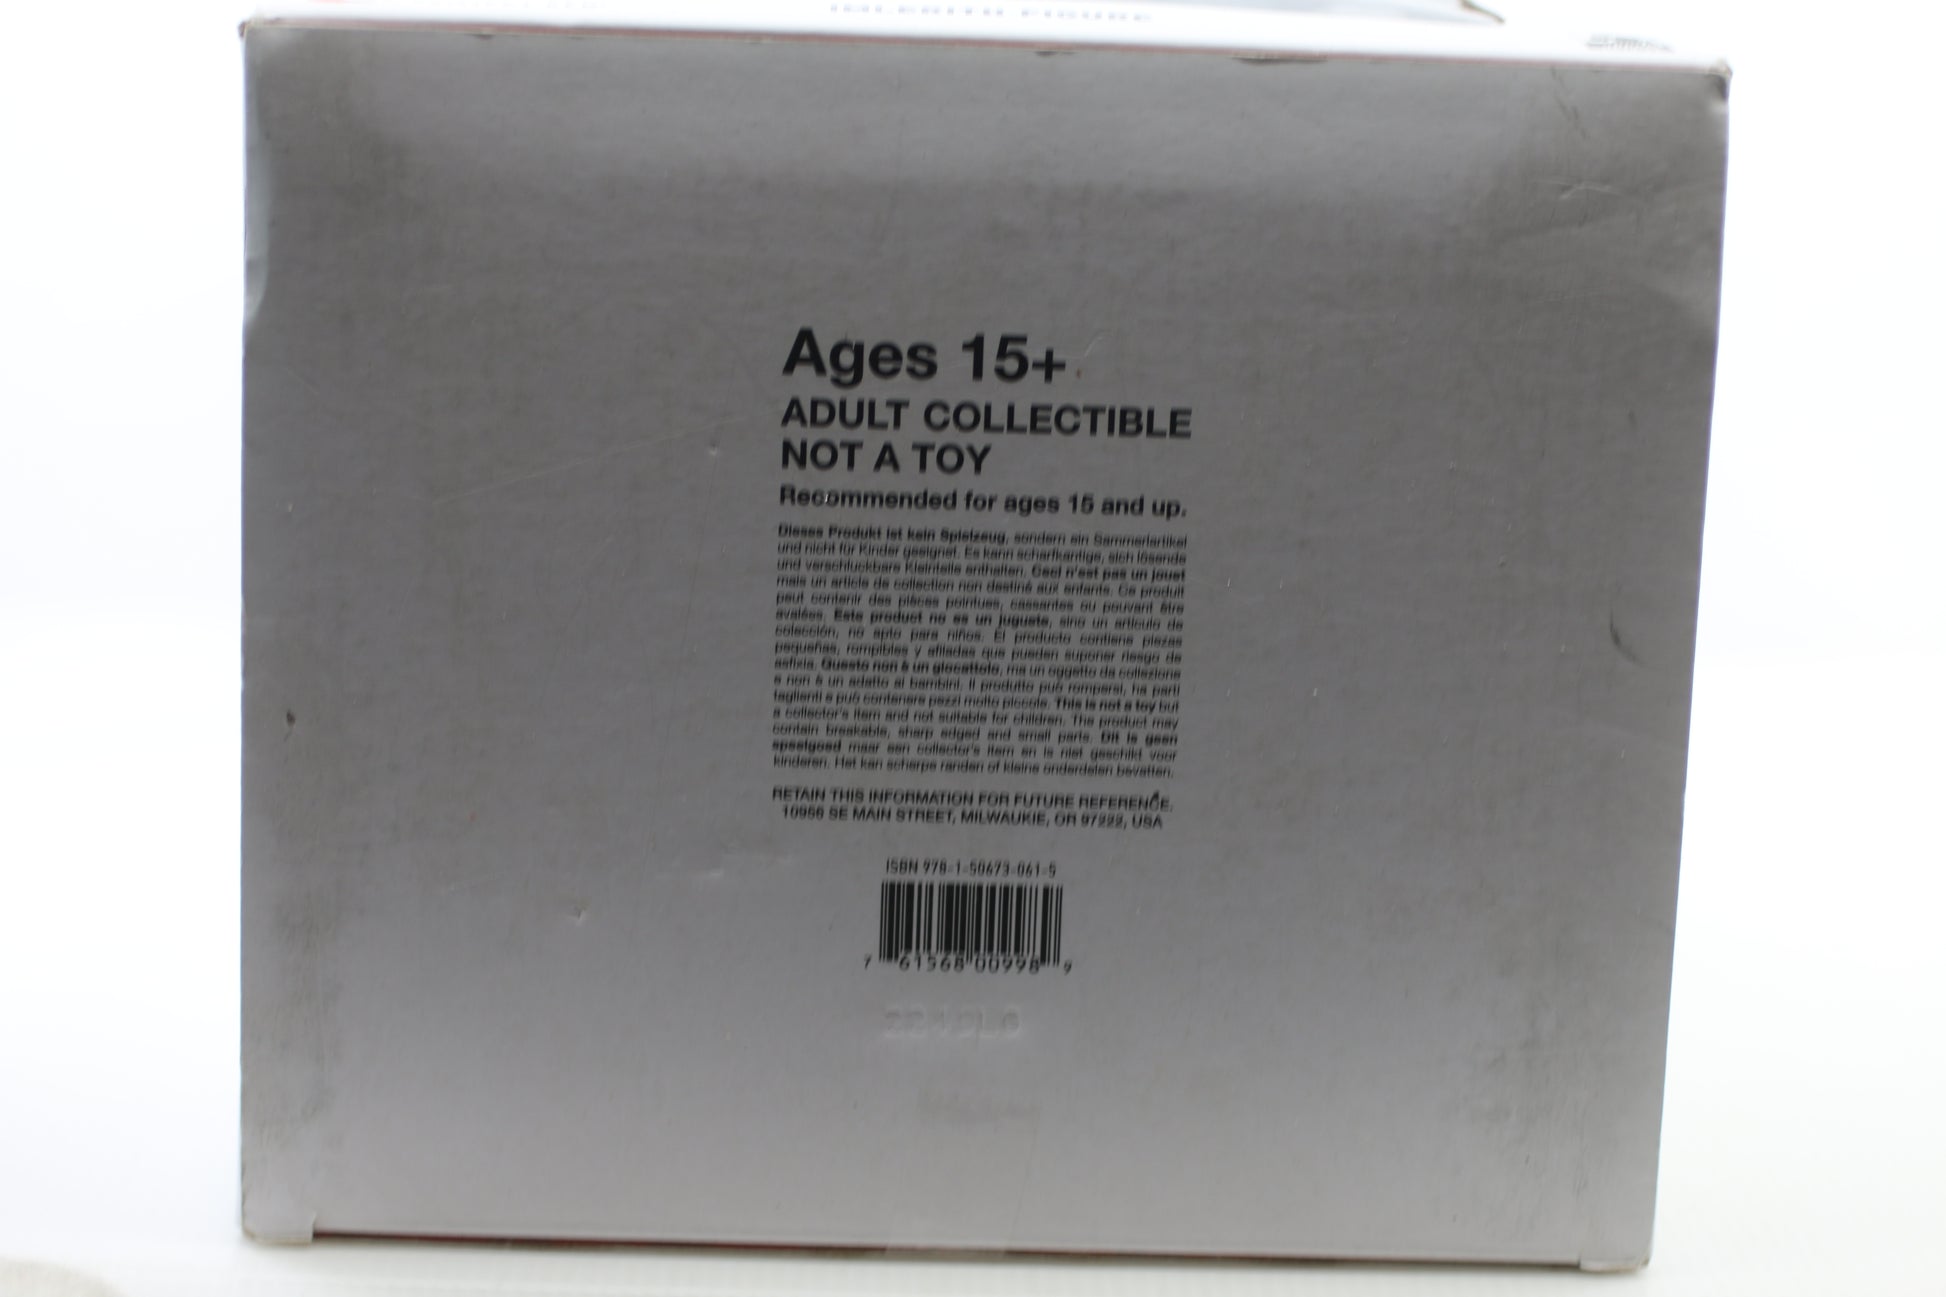 Ages 15+
ADULT COLLECTIBLE
NOT A TOY
Recommended for ages 15 and up.
Dieses Produkt ist kein Spielzeug, sondern ein Sammlerartikel
und nicht für Kinder geeignet. Es kann scharfkantige, sich lösende
und verschluckbare Kleinteile enthalten. Ceci n'est pas un jouet
mais un article de collection non destiné aux enfants. Ce produit
peut contenir des pièces pointues, cassantes ou pouvant être
avalées. Este product no es un juguete, sino un artículo de
colección, no apto para niños. El producto contiene piezas
pequeñas, rompibles y afiladas que pueden suponer riesgo de
asfixia. Questo non è un giocattolo, ma un oggetto da collezione
e non è un adatto ai bambini. Il produtto può rompersi, ha parti
taglienti e può contenere pezzi molto piccole. This is not a toy but
a collector's item and not suitable for children. The product may
contain breakable, sharp edged and small parts. Dit is geen
speelgoed maar een collector's item en is niet geschikt voor
kinderen. Het kan scherpe randen of kleine onderdelen bevatten.
RETAIN THIS INFORMATION FOR FUTURE REFERENCE.
10956 SE MAIN STREET, MILWAUKIE, OR 97222, USA
ISBN 978-1-50673-061-5
7 61568 00998 9